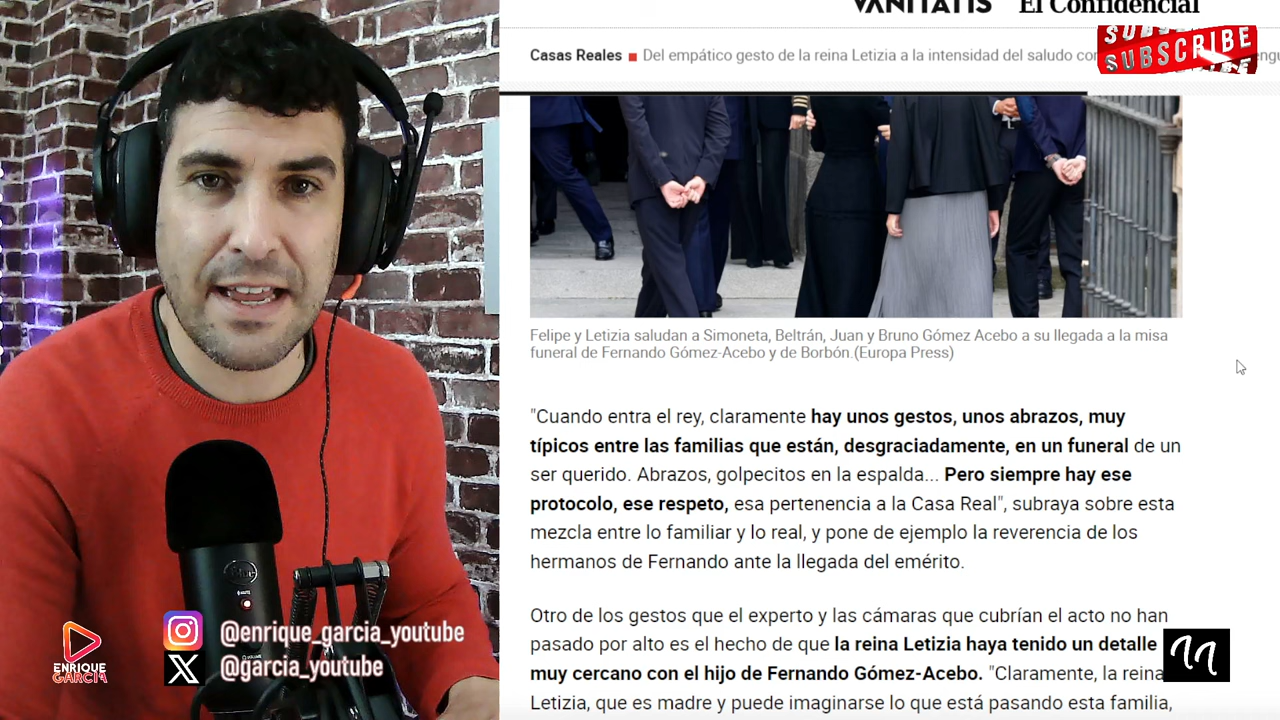 VANITATIS El Confidencial
SUBSCRIBE
Casas Reales ■ Del empático gesto de la reina Letizia a la intensidad del saludo
Felipe y Letizia saludan a Simoneta, Beltrán, Juan y Bruno Gómez Acebo a su llegada a la misa
funeral de Fernando Gómez-Acebo y de Borbón.(Europa Press)
"Cuando entra el rey, claramente hay unos gestos, unos abrazos, muy
típicos entre las familias que están, desgraciadamente, en un funeral de un
ser querido. Abrazos, golpecitos en la espalda... Pero siempre hay ese
protocolo, ese respeto, esa pertenencia a la Casa Real", subraya sobre esta
mezcla entre lo familiar y lo real, y pone de ejemplo la reverencia de los
hermanos de Fernando ante la llegada del emérito.
Otro de los gestos que el experto y las cámaras que cubrían el acto no han
pasado por alto es el hecho de que la reina Letizia haya tenido un detalle
muy cercano con el hijo de Fernando Gómez-Acebo. "Claramente, la reina
Letizia, que es madre y puede imaginarse lo que está pasando esta familia,
blue
@enrique_garcia_youtube
@garcia_youtube
ENRIQUE
GARCIA